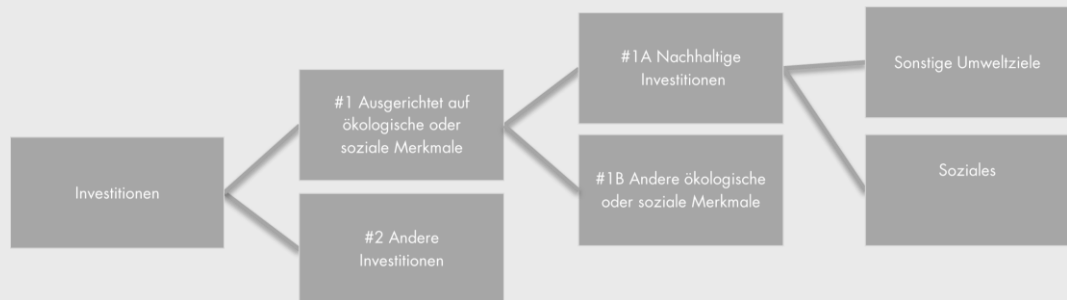 Investitionen
#1 Ausgerichtet auf
ökologische oder
soziale Merkmale
#2 Andere
Investitionen
#1A Nachhaltige
Investitionen
#1B Andere ökologische
oder soziale Merkmale
Sonstige Umweltziele
Soziales